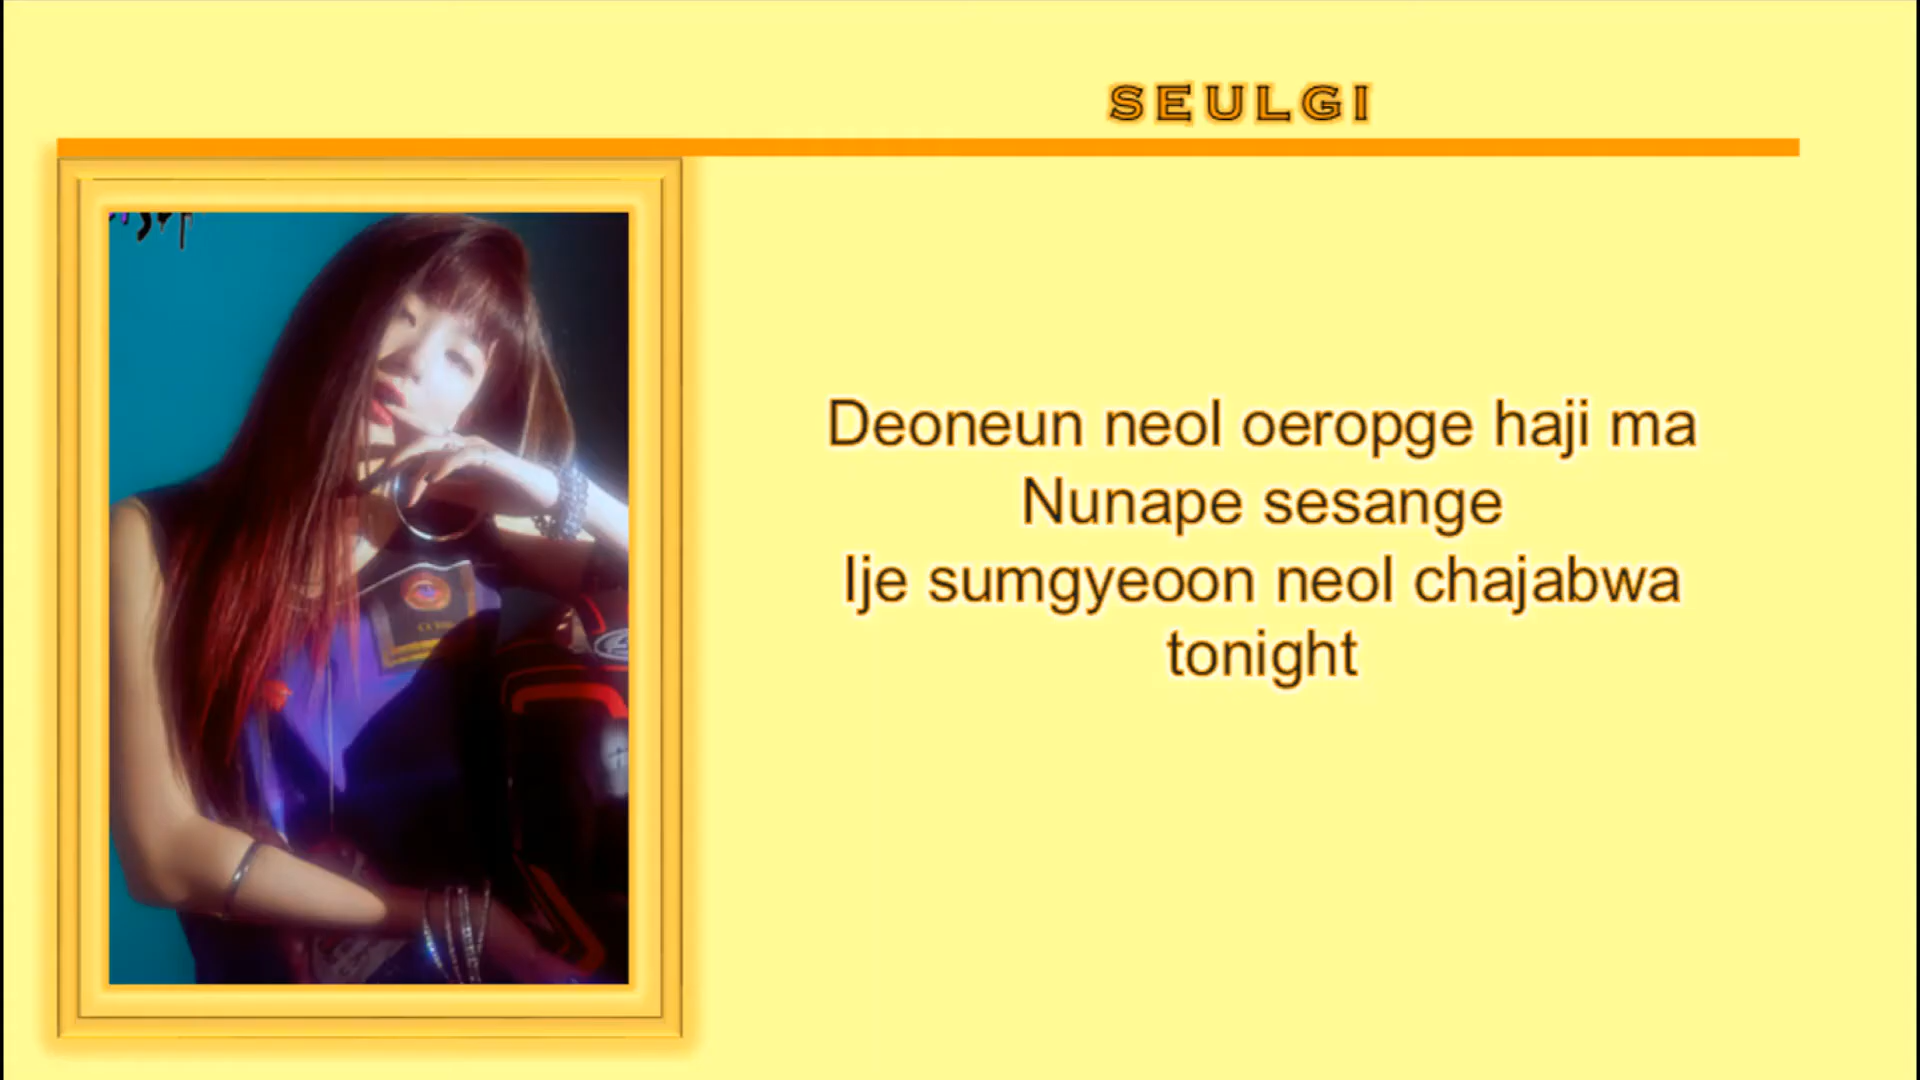 SEULGI
Deoneun neol oeropge haji ma
Nunape sesange
Ije sumgyeoon neol chajabwa
tonight